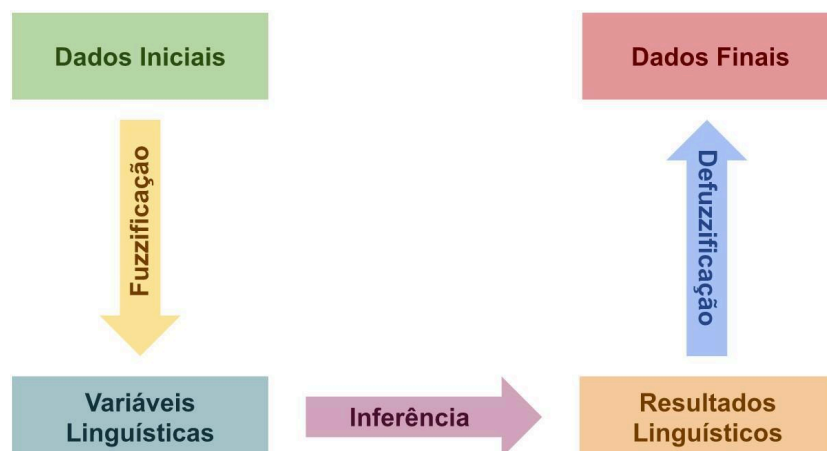 Dados Iniciais
Dados Finais
Fuzzificação
Defuzzificação
Variáveis
Linguísticas
Inferência
Resultados
Linguísticos